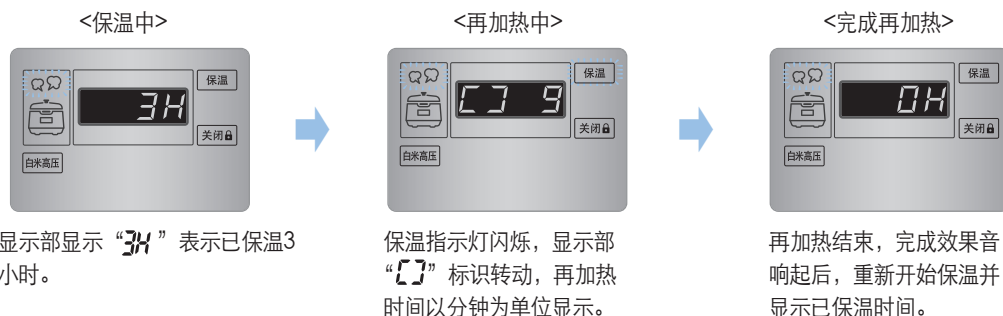 <保温中>
<再加热中>
<完成再加热>
3H
保温
关闭
白米高压
[ ] 9
保温
关闭
白米高压
0H
保温
关闭
白米高压
显示部显示“3H”表示已保温3
小时。
保温指示灯闪烁，显示部
“[ ]”标识转动，再加热
时间以分钟为单位显示。
再加热结束，完成效果音
响起后，重新开始保温并
显示已保温时间。